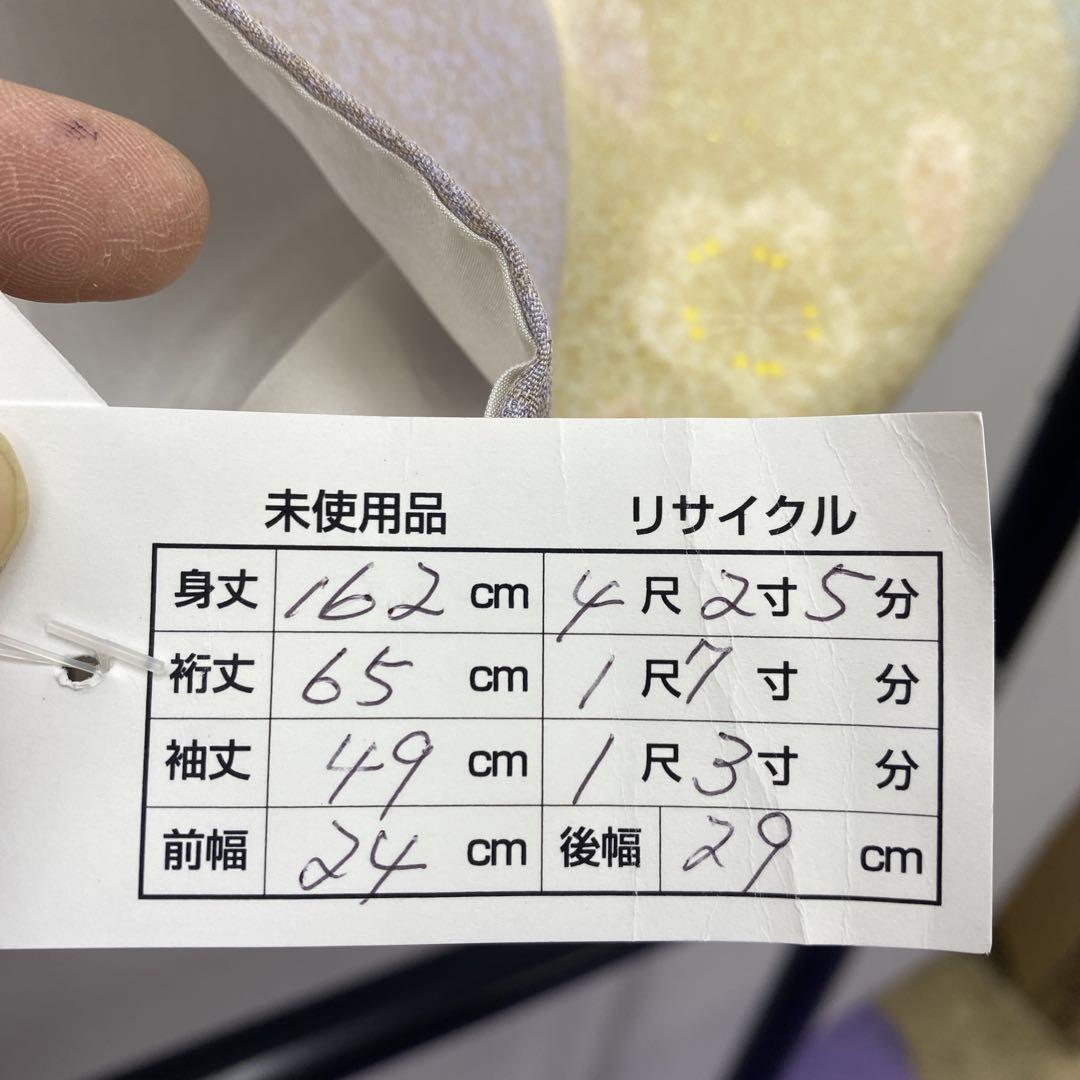 未使用品 リサイクル
身丈 162 cm 4 尺 2 寸 5 分
裄丈 65 cm 1 尺 7 寸 分
袖丈 49 cm 1 尺 3 寸 分
前幅 24 cm 後幅 29 cm